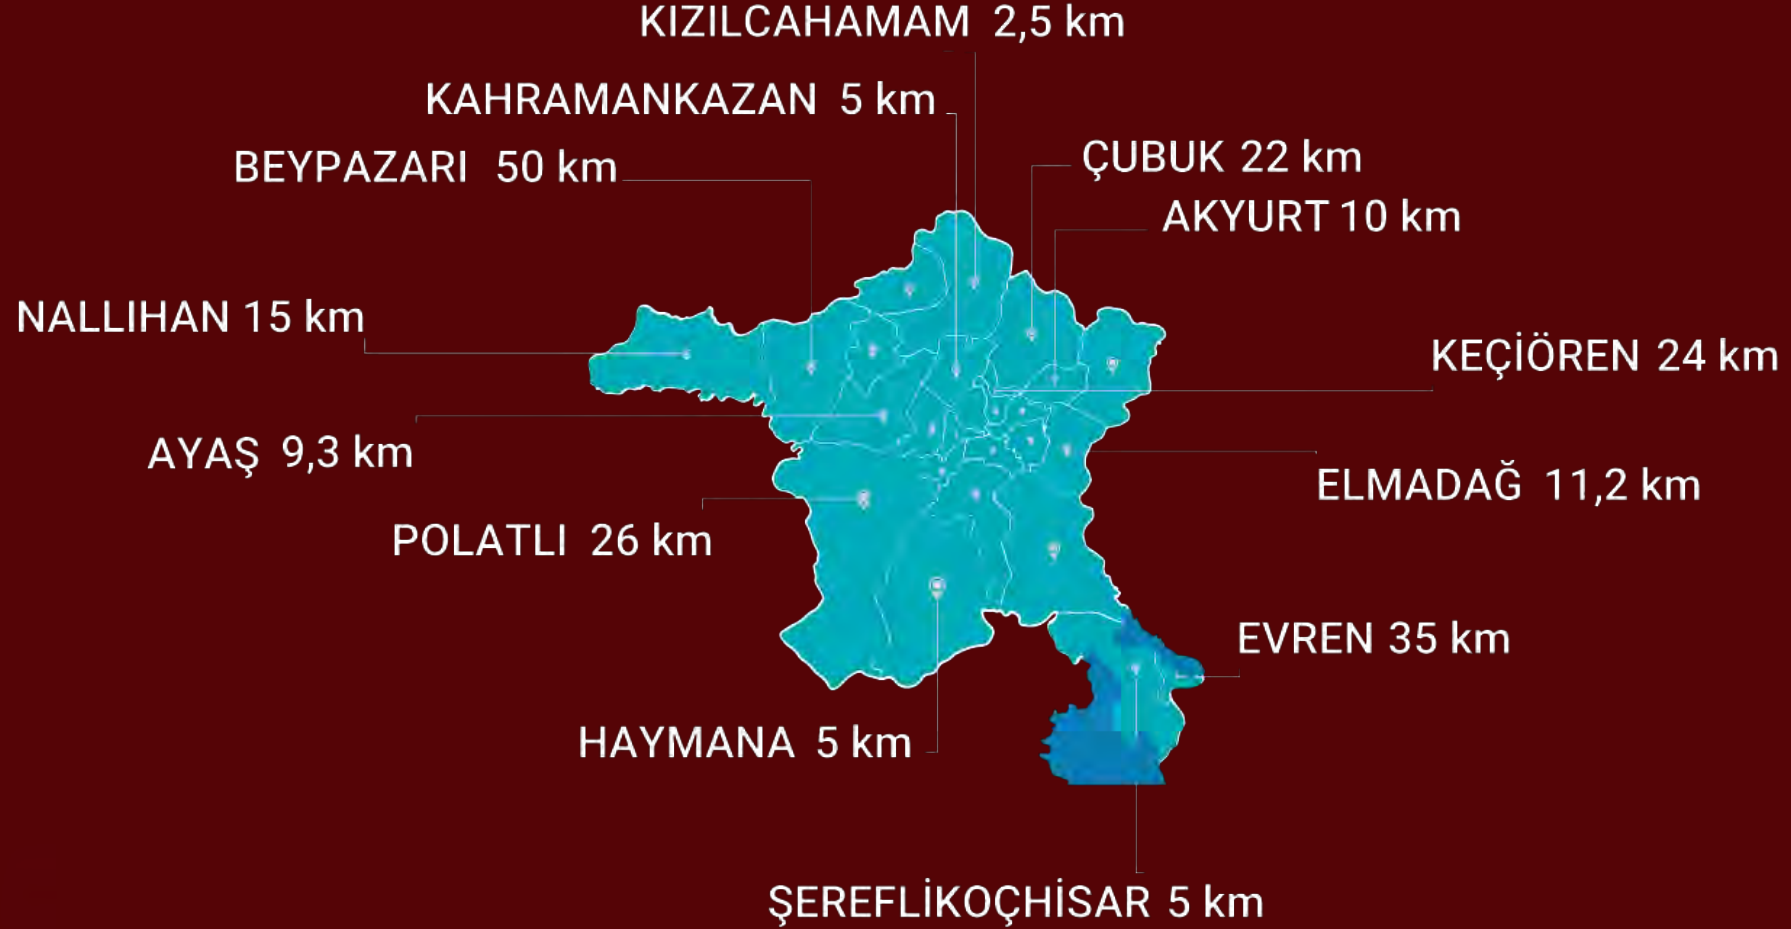 KIZILCAHAMAM 2,5 km
KAHRAMANKAZAN 5 km
ÇUBUK 22 km
BEYPAZARI 50 km
AKYURT 10 km
NALLIHAN 15 km
KEÇİÖREN 24 km
AYAŞ 9,3 km
ELMADAĞ 11,2 km
POLATLI 26 km
EVREN 35 km
HAYMANA 5 km
ŞEREFLİKOÇHİSAR 5 km